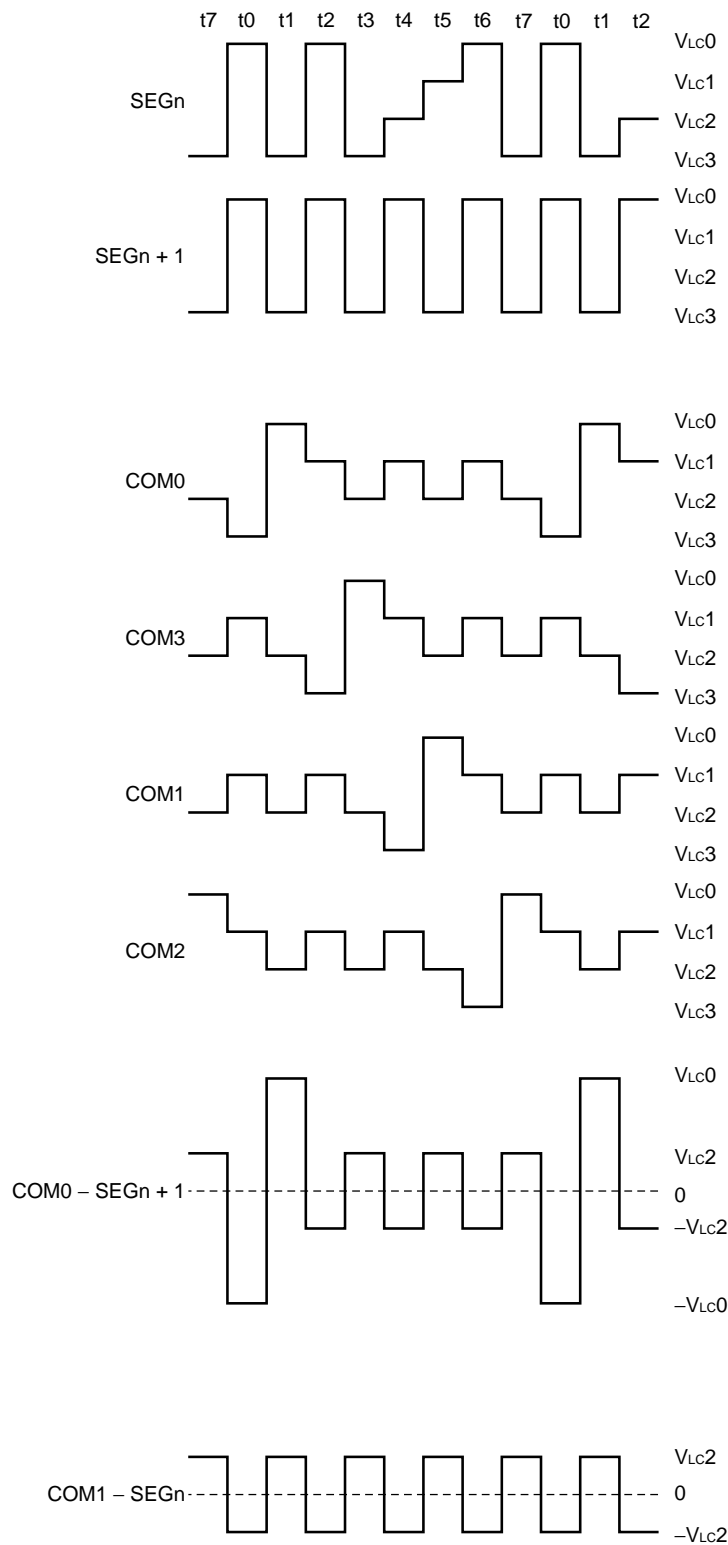 t7 t0 t1 t2 t3 t4 t5 t6 t7 t0 t1 t2
VLC0
VLC1
SEGn
VLC2
VLC3
VLC0
VLC1
SEGn + 1
VLC2
VLC3
VLC0
VLC1
COM0
VLC2
VLC3
VLC0
VLC1
COM3
VLC2
VLC3
VLC0
VLC1
COM1
VLC2
VLC3
VLC0
VLC1
COM2
VLC2
VLC3
VLC0
VLC2
COM0 – SEGn + 1
0
–VLC2
–VLC0
VLC2
COM1 – SEGn
0
–VLC2